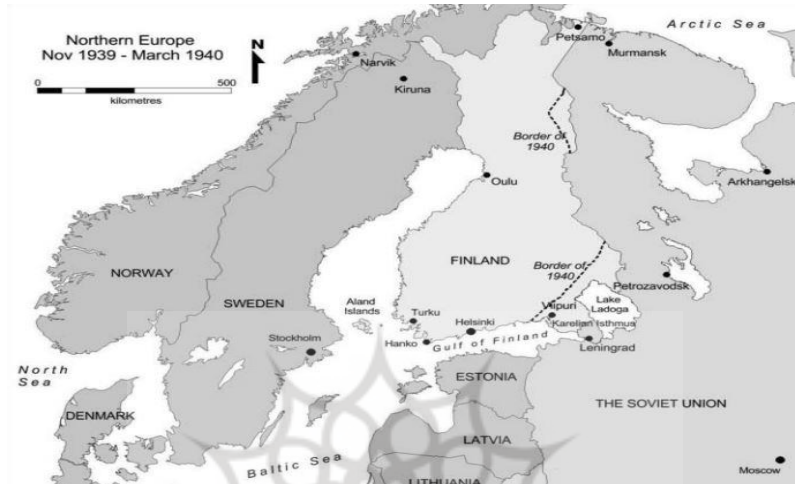 Northern Europe
Nov 1939 - March 1940
N
0
500
kilometres
Arctic Sea
Petsamo
Murmansk
Narvik
Kiruna
Border of
1940
Oulu
Arkhangelsk
NORWAY
FINLAND
Border of
1940
SWEDEN
Petrozavodsk
Aland
Islands
Viipuri
Lake
Ladoga
Turku
Helsinki
Karelian Isthmus
Stockholm
Hanko
Gulf of Finland
Leningrad
North
Sea
ESTONIA
DENMARK
THE SOVIET UNION
LATVIA
Baltic Sea
Moscow
LITHUANIA